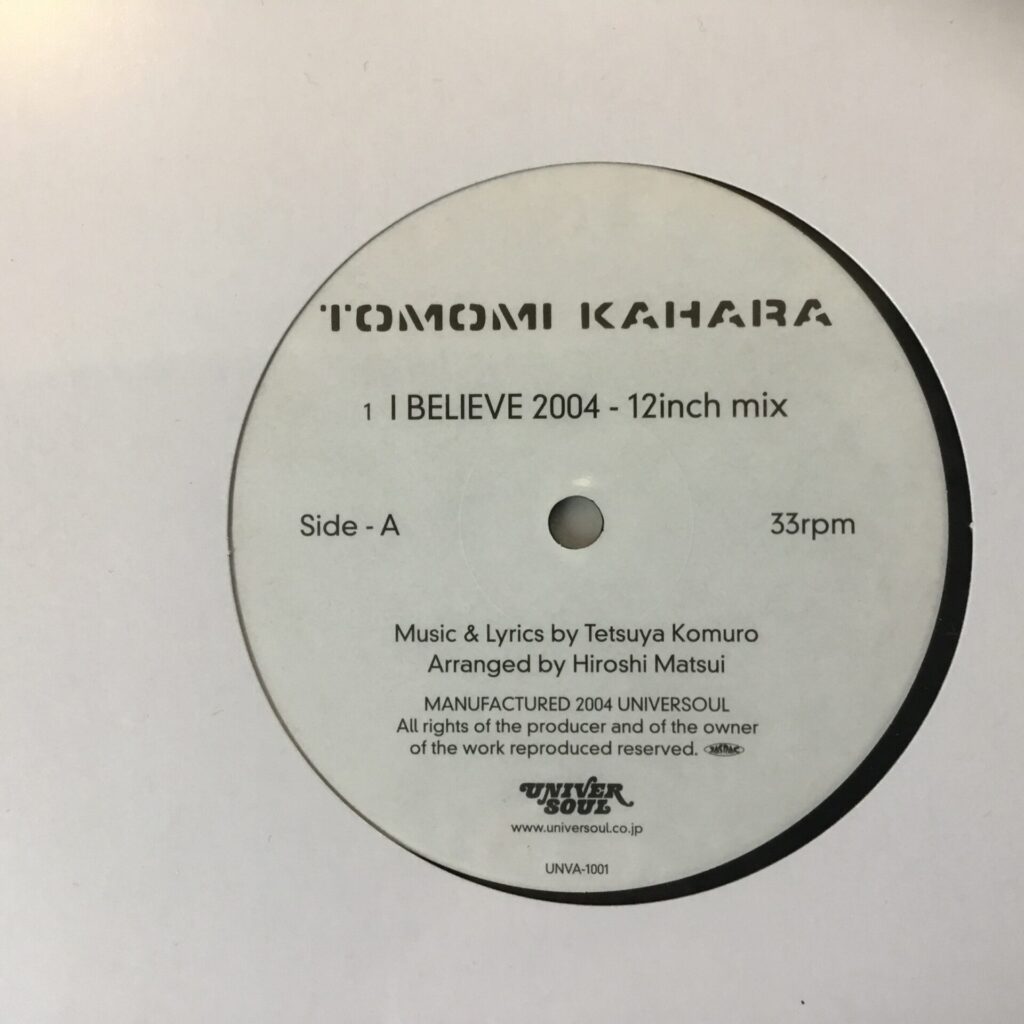 TOMOMI KAHARA
1 I BELIEVE 2004 - 12inch mix
Side - A
33rpm
Music & Lyrics by Tetsuya Komuro
Arranged by Hiroshi Matsui
MANUFACTURED 2004 UNIVERSOUL
All rights of the producer and of the owner
of the work reproduced reserved. JASRAC
UNIVER
SOUL
www.universoul.co.jp
UNVA-1001